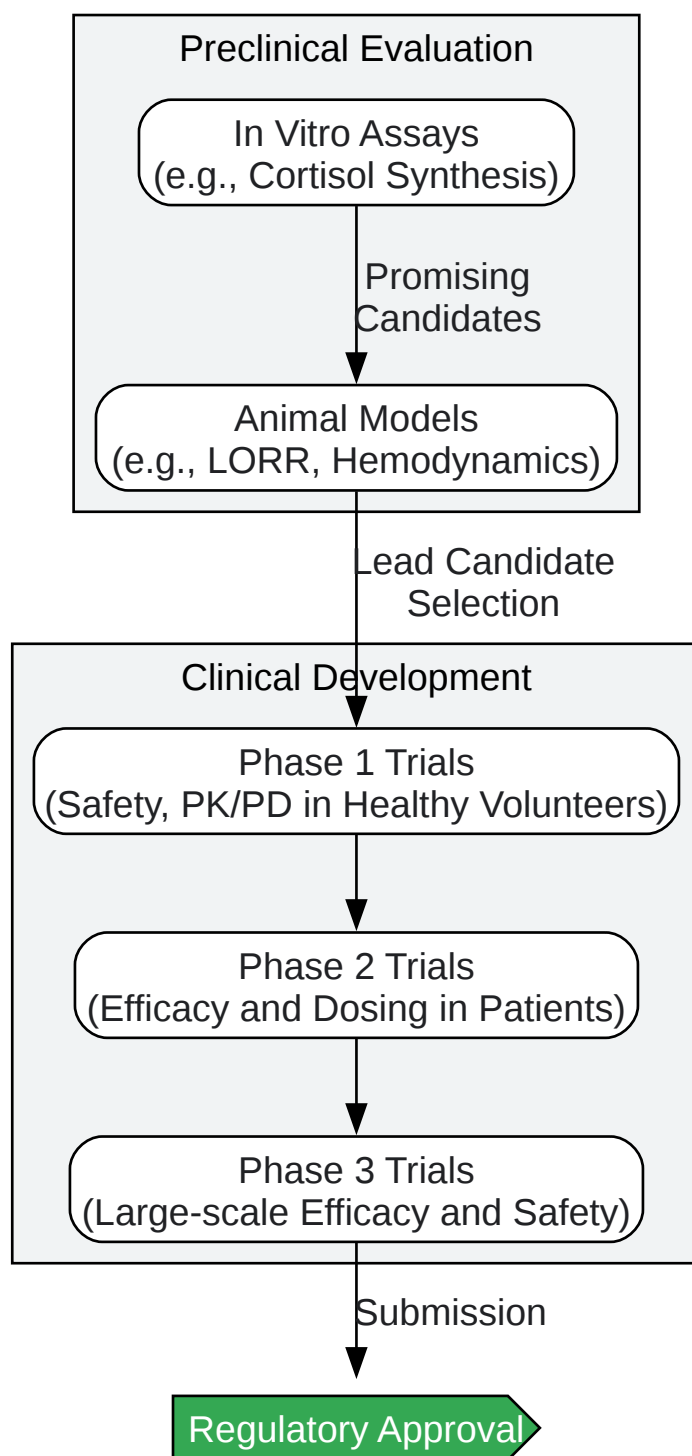 Preclinical Evaluation
In Vitro Assays
(e.g., Cortisol Synthesis)
Promising
Candidates
Animal Models
(e.g., LORR, Hemodynamics)
Lead Candidate
Selection
Clinical Development
Phase 1 Trials
(Safety, PK/PD in Healthy Volunteers)
Phase 2 Trials
(Efficacy and Dosing in Patients)
Phase 3 Trials
(Large-scale Efficacy and Safety)
Submission
Regulatory Approval